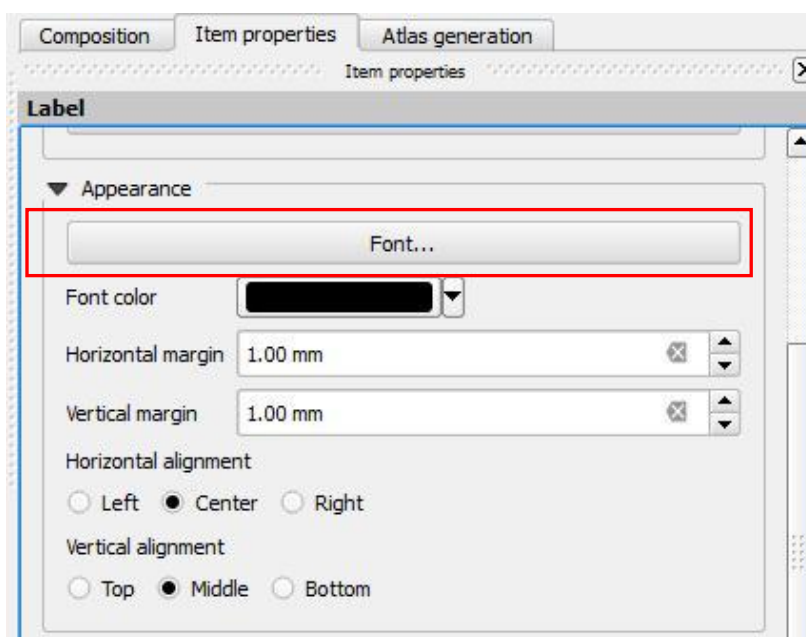 Composition Item properties Atlas generation
Item properties
Label
Appearance
Font...
Font color
Horizontal margin 1.00 mm
Vertical margin 1.00 mm
Horizontal alignment
Left Center Right
Vertical alignment
Top Middle Bottom